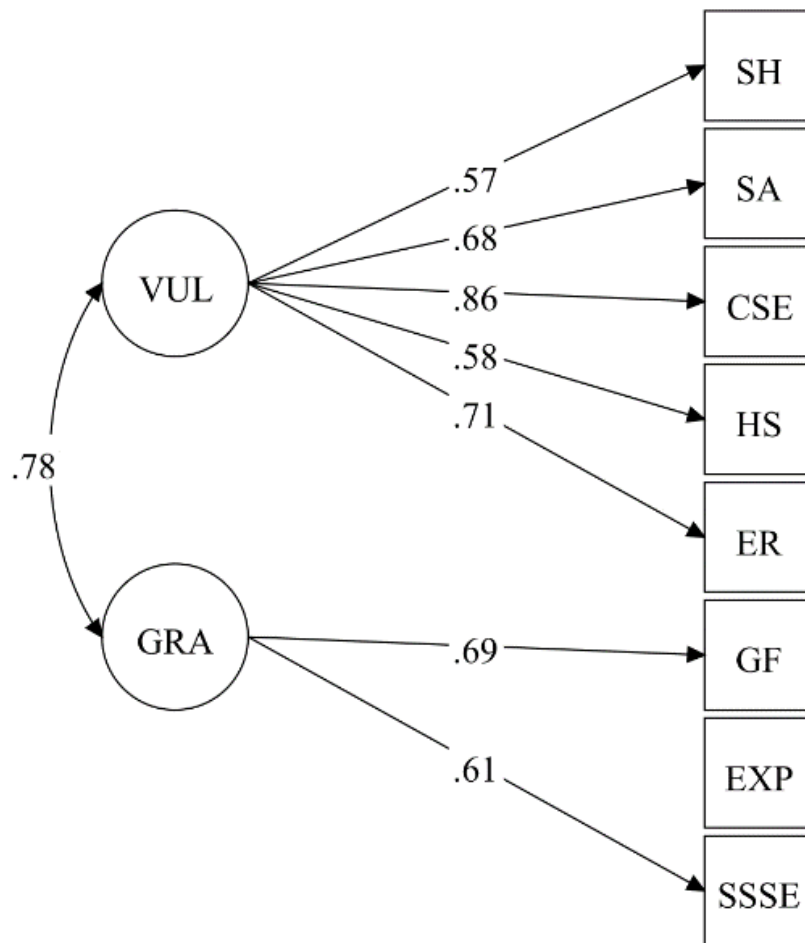 SH
.57
SA
.68
VUL
.86
CSE
.58
HS
.71
.78
ER
GRA
.69
GF
.61
EXP
SSSE